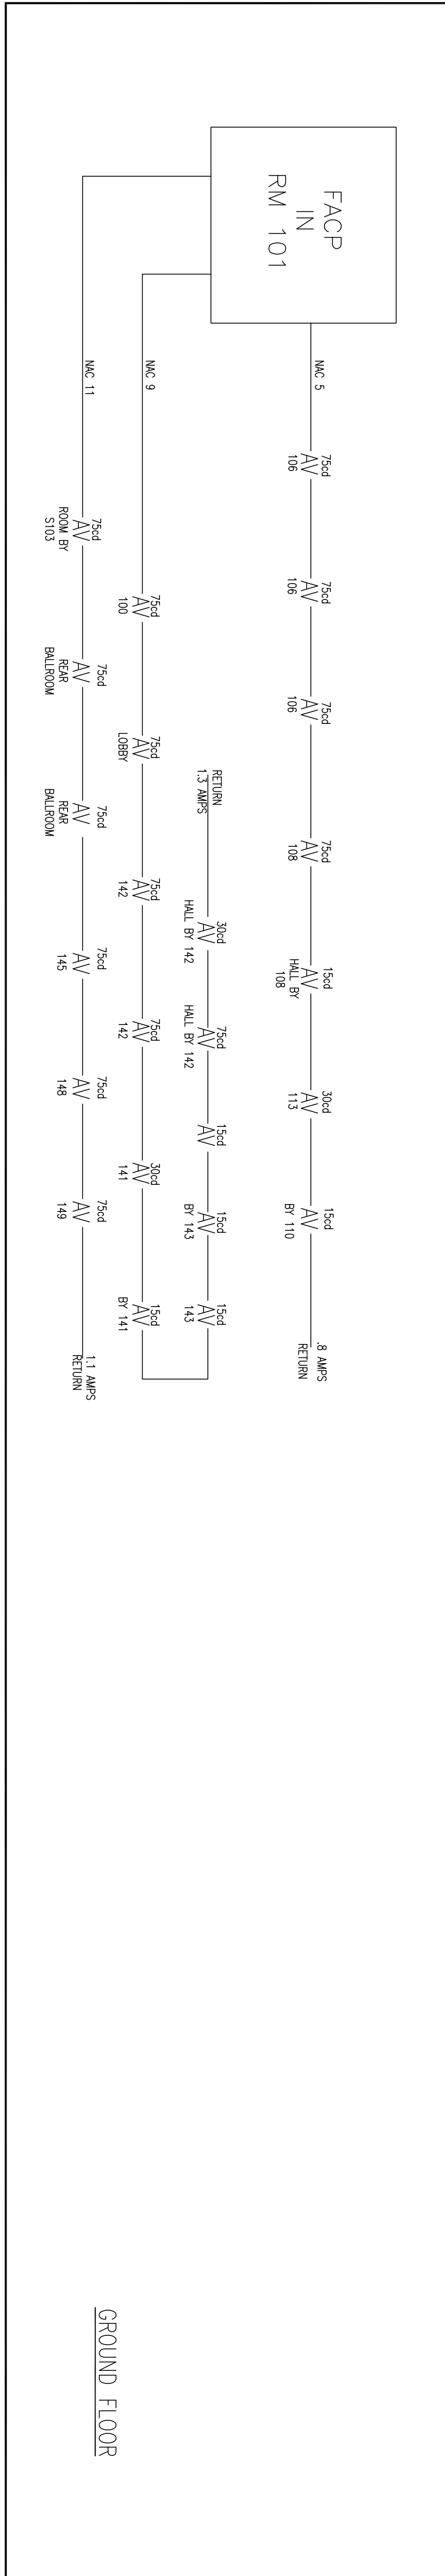 FACP
IN
RM 101
NAC 5
75cd
AV
106
75cd
AV
106
75cd
AV
106
75cd
AV
108
15cd
AV
HALL BY
108
30cd
AV
113
15cd
AV
BY 110
.8 AMPS
RETURN
NAC 9
75cd
AV
100
75cd
AV
LOBBY
75cd
AV
142
75cd
AV
142
30cd
AV
141
15cd
AV
BY 141
15cd
AV
143
15cd
AV
BY 143
15cd
AV
75cd
AV
HALL BY 142
30cd
AV
HALL BY 142
RETURN
1.3 AMPS
NAC 11
75cd
AV
ROOM BY
S103
75cd
AV
REAR
BALLROOM
75cd
AV
REAR
BALLROOM
75cd
AV
145
75cd
AV
148
75cd
AV
149
1.1 AMPS
RETURN
GROUND FLOOR